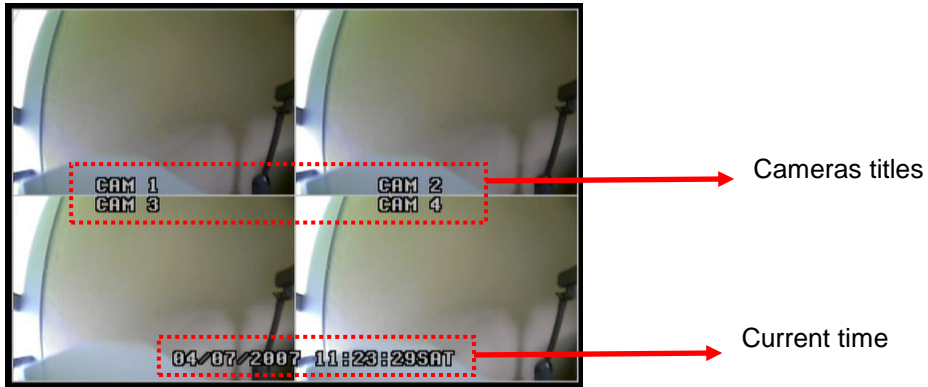 CAM 1 CAM 2
Cameras titles
CAM 3 CAM 4
04/07/2007 11:23:29SAT
Current time